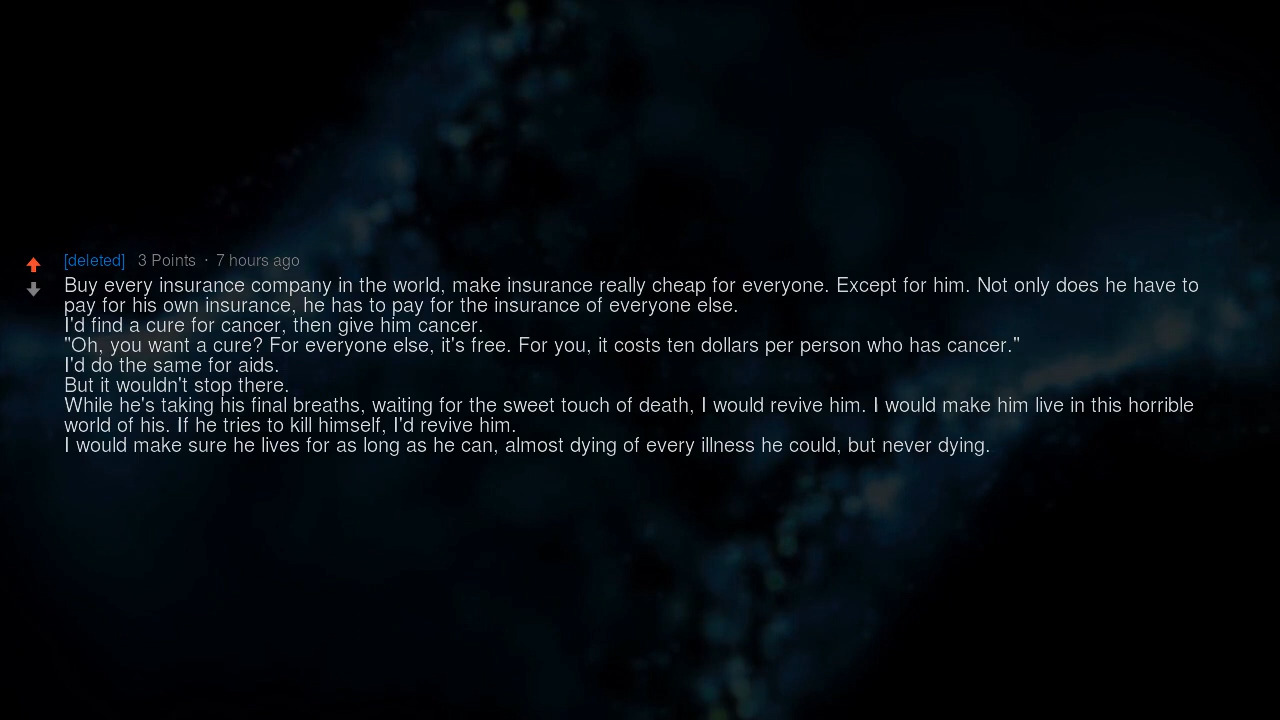 [deleted] 3 Points · 7 hours ago
Buy every insurance company in the world, make insurance really cheap for everyone. Except for him. Not only does he have to
pay for his own insurance, he has to pay for the insurance of everyone else.
I'd find a cure for cancer, then give him cancer.
"Oh, you want a cure? For everyone else, it's free. For you, it costs ten dollars per person who has cancer."
I'd do the same for aids.
But it wouldn't stop there.
While he's taking his final breaths, waiting for the sweet touch of death, I would revive him. I would make him live in this horrible
world of his. If he tries to kill himself, I'd revive him.
I would make sure he lives for as long as he can, almost dying of every illness he could, but never dying.